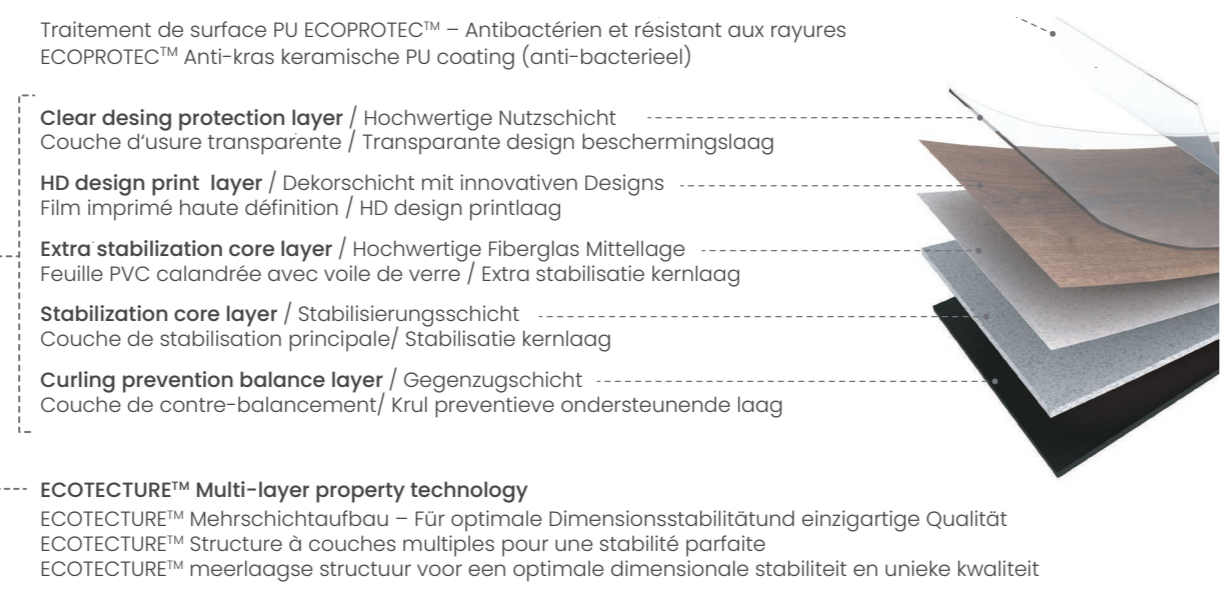 Traitement de surface PU ECOPROTEC™ – Antibactérien et résistant aux rayures
ECOPROTEC™ Anti-kras keramische PU coating (anti-bacterieel)
Clear desing protection layer / Hochwertige Nutzschicht
Couche d'usure transparente / Transparante design beschermingslaag
HD design print layer / Dekorschicht mit innovativen Designs
Film imprimé haute définition / HD design printlaag
Extra stabilization core layer / Hochwertige Fiberglas Mittellage
Feuille PVC calandrée avec voile de verre / Extra stabilisatie kernlaag
Stabilization core layer / Stabilisierungsschicht
Couche de stabilisation principale/ Stabilisatie kernlaag
Curling prevention balance layer / Gegenzugschicht
Couche de contre-balancement/ Krul preventieve ondersteunende laag
ECOTECTURE™ Multi-layer property technology
ECOTECTURE™ Mehrschichtaufbau – Für optimale Dimensionsstabilitätund einzigartige Qualität
ECOTECTURE™ Structure à couches multiples pour une stabilité parfaite
ECOTECTURE™ meerlaagse structuur voor een optimale dimensionale stabiliteit en unieke kwaliteit